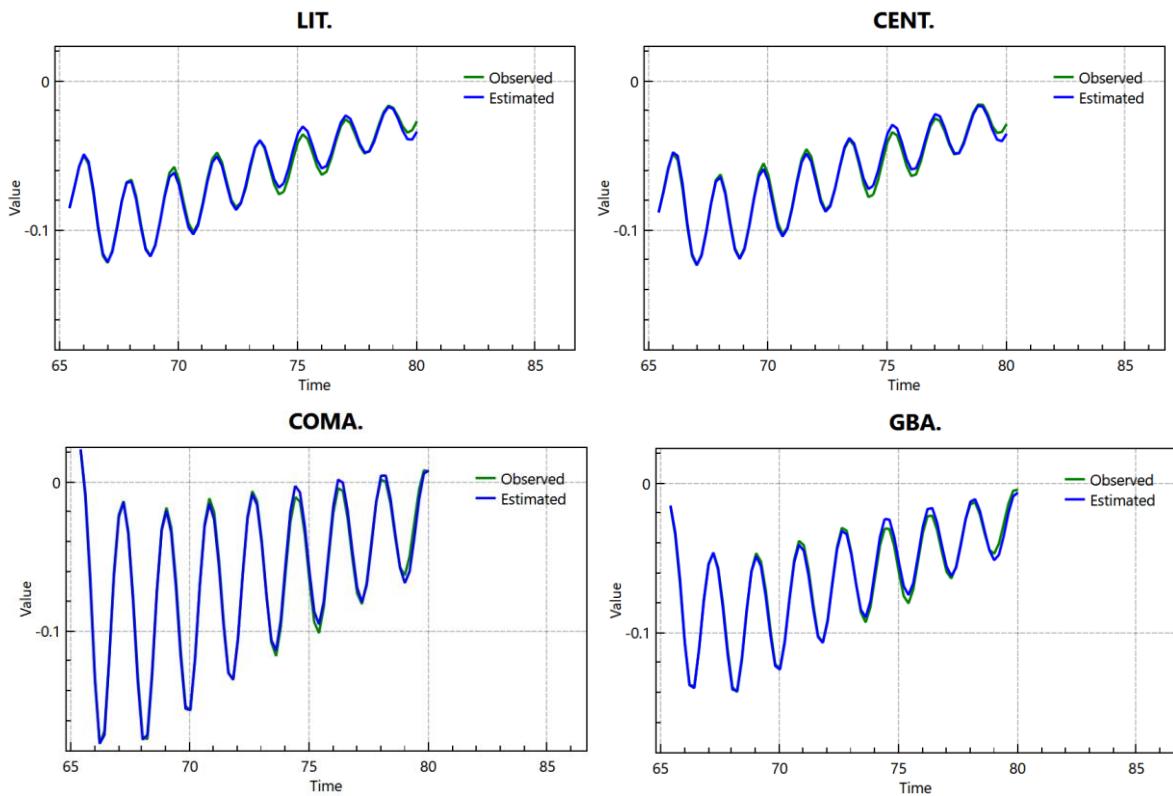 LIT.
0
-0.1
Value
65
70
75
80
85
Time
Observed
Estimated
CENT.
0
-0.1
Value
65
70
75
80
85
Time
Observed
Estimated
COMA.
0
-0.1
Value
65
70
75
80
85
Time
Observed
Estimated
GBA.
0
-0.1
Value
65
70
75
80
85
Time
Observed
Estimated